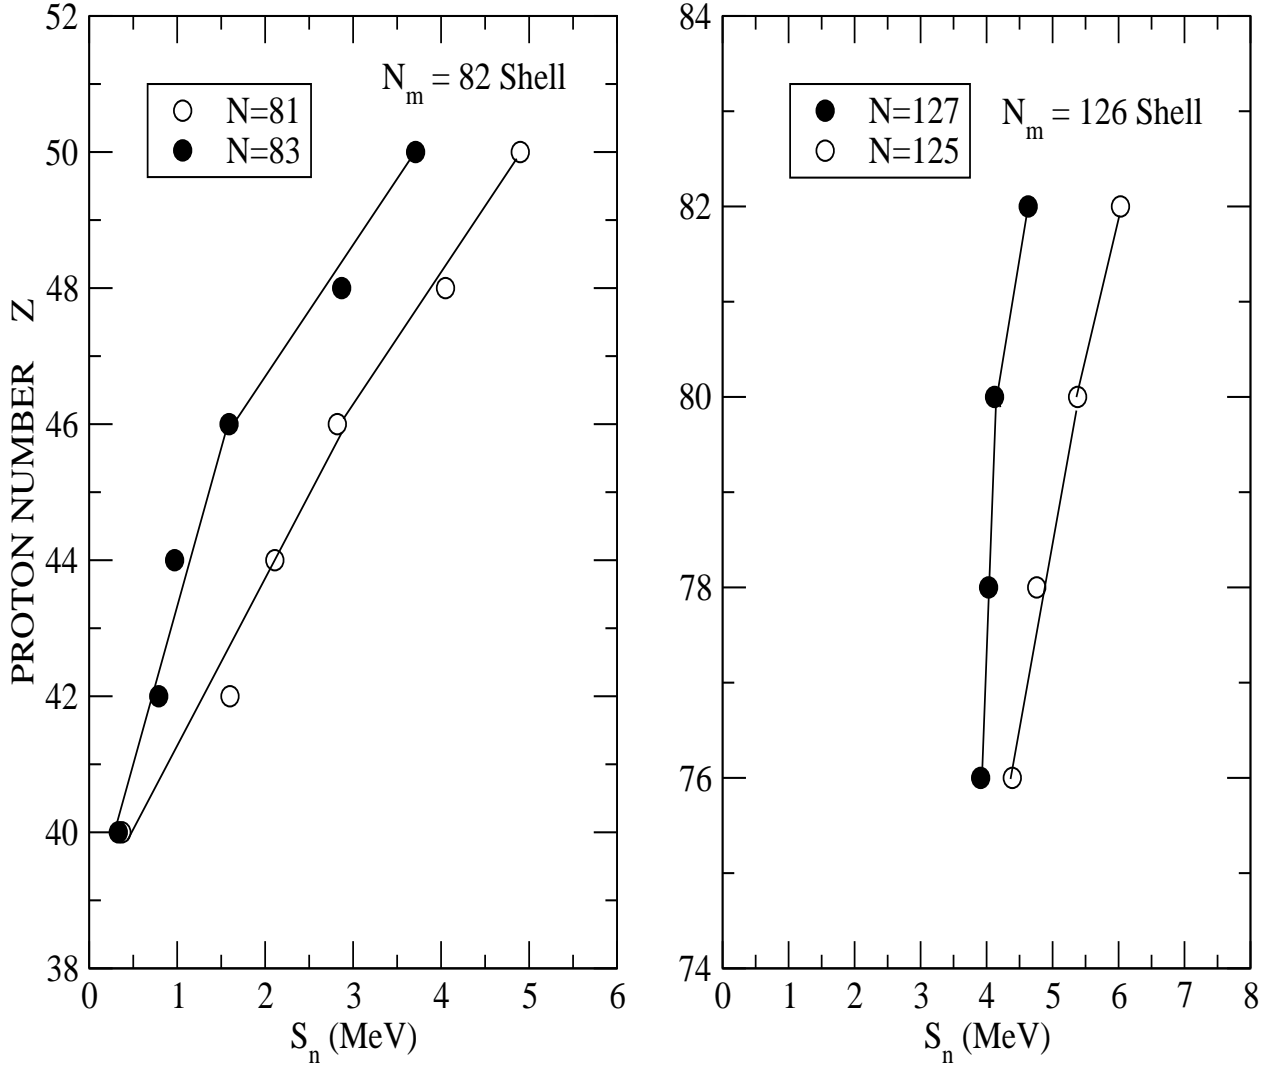 N_m = 82 Shell
N=81
N=83
52
50
48
46
44
42
40
38
PROTON NUMBER Z
0 1 2 3 4 5 6
S_n (MeV)
N=127
N=125
N_m = 126 Shell
84
82
80
78
76
74
0 1 2 3 4 5 6 7 8
S_n (MeV)